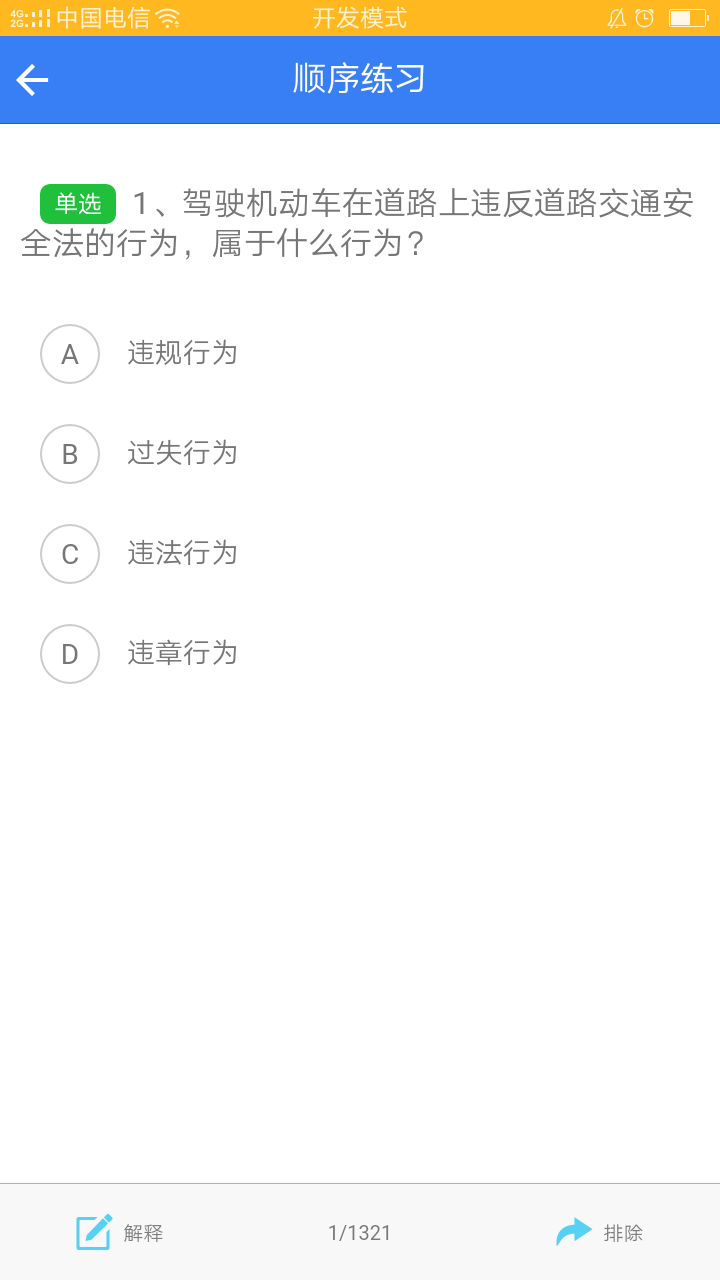 4G 2G 中国电信 开发模式
顺序练习
单选 1、驾驶机动车在道路上违反道路交通安
全法的行为，属于什么行为？
A 违规行为
B 过失行为
C 违法行为
D 违章行为
解释 1/1321 排除